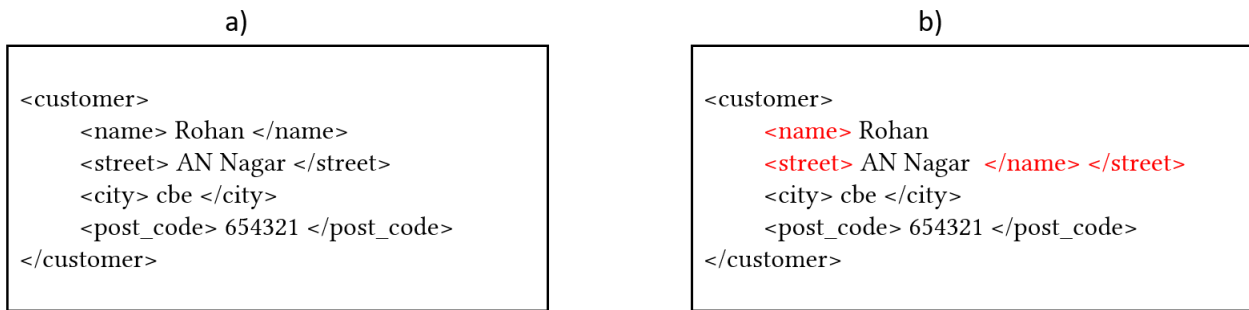 a)
<customer>
<name> Rohan </name>
<street> AN Nagar </street>
<city> cbe </city>
<post_code> 654321 </post_code>
</customer>
b)
<customer>
<name> Rohan
<street> AN Nagar </name> </street>
<city> cbe </city>
<post_code> 654321 </post_code>
</customer>